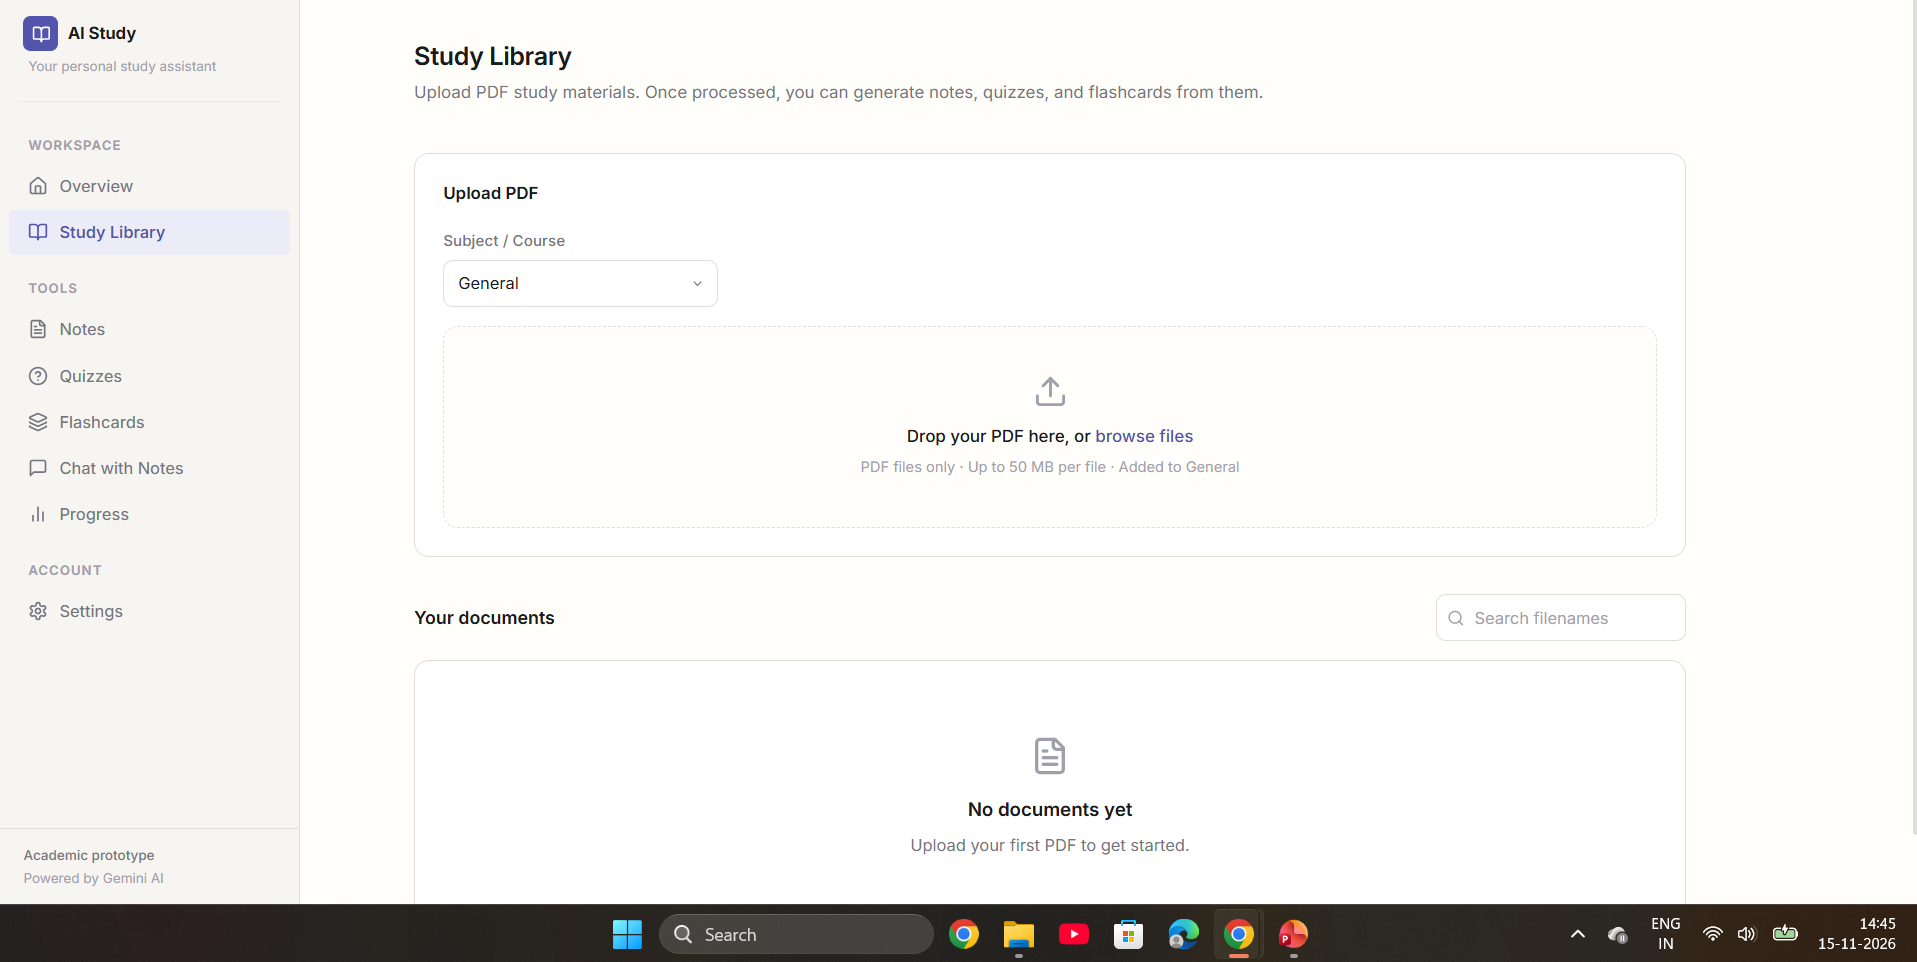 AI Study
Your personal study assistant
WORKSPACE
Overview
Study Library
TOOLS
Notes
Quizzes
Flashcards
Chat with Notes
Progress
ACCOUNT
Settings
Academic prototype
Powered by Gemini AI
Study Library
Upload PDF study materials. Once processed, you can generate notes, quizzes, and flashcards from them.
Upload PDF
Subject / Course
General
Drop your PDF here, or browse files
PDF files only · Up to 50 MB per file · Added to General
Your documents
Search filenames
No documents yet
Upload your first PDF to get started.
Search
P
ENG
IN
14:45
15-11-2026